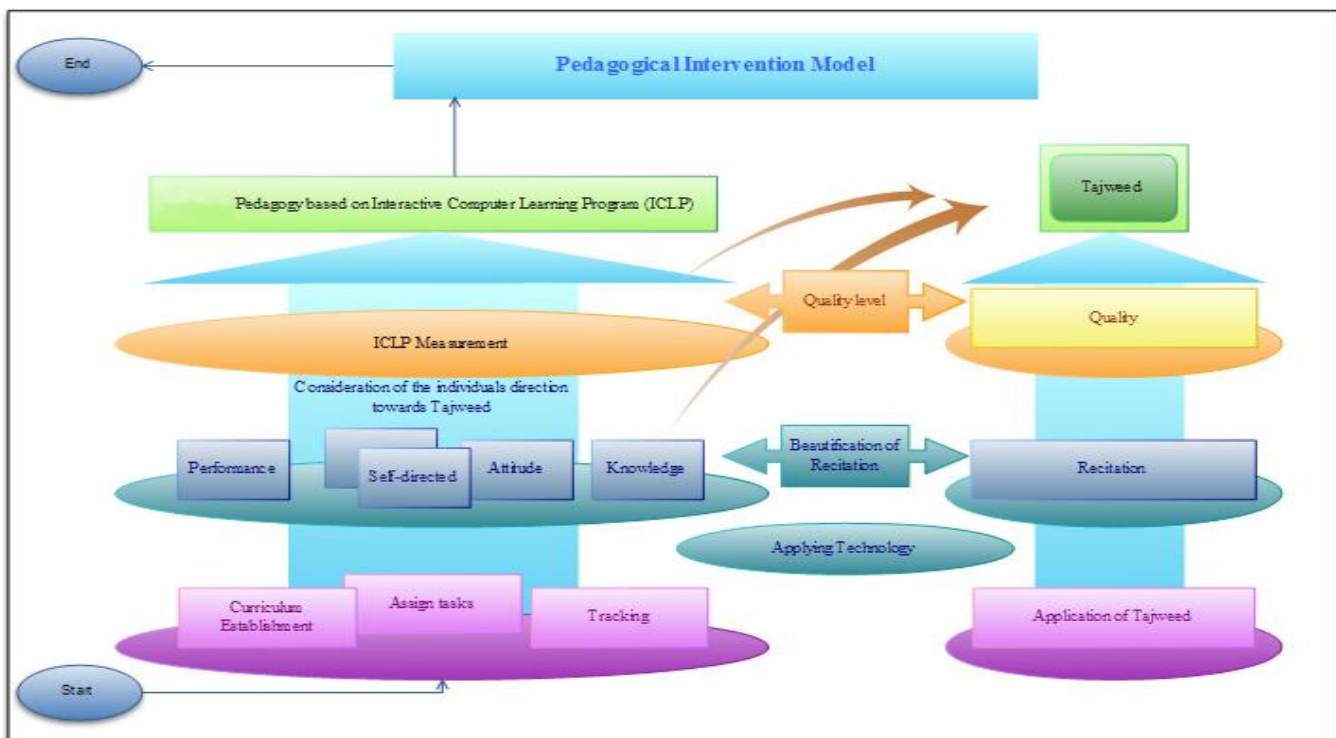 End
Pedagogical Intervention Model
Tajweed
Pedagogy based on Interactive Computer Learning Program (ICLP)
Quality level
Quality
ICLP Measurement
Consideration of the individuals direction
towards Tajweed
Performance
Self-directed
Attitude
Knowledge
Beautification of
Recitation
Recitation
Applying Technology
Curriculum
Establishment
Assign tasks
Tracking
Application of Tajweed
Start